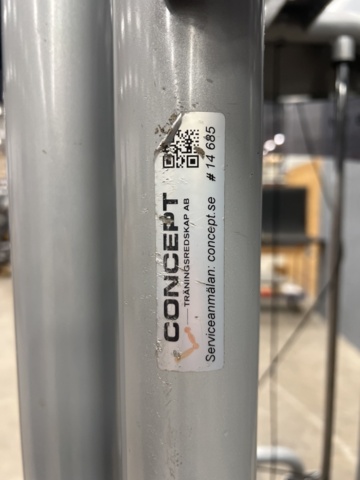 CONCEPT
TRÄNINGSREDSKAP AB
Serviceanmälan: concept.se # 14 685